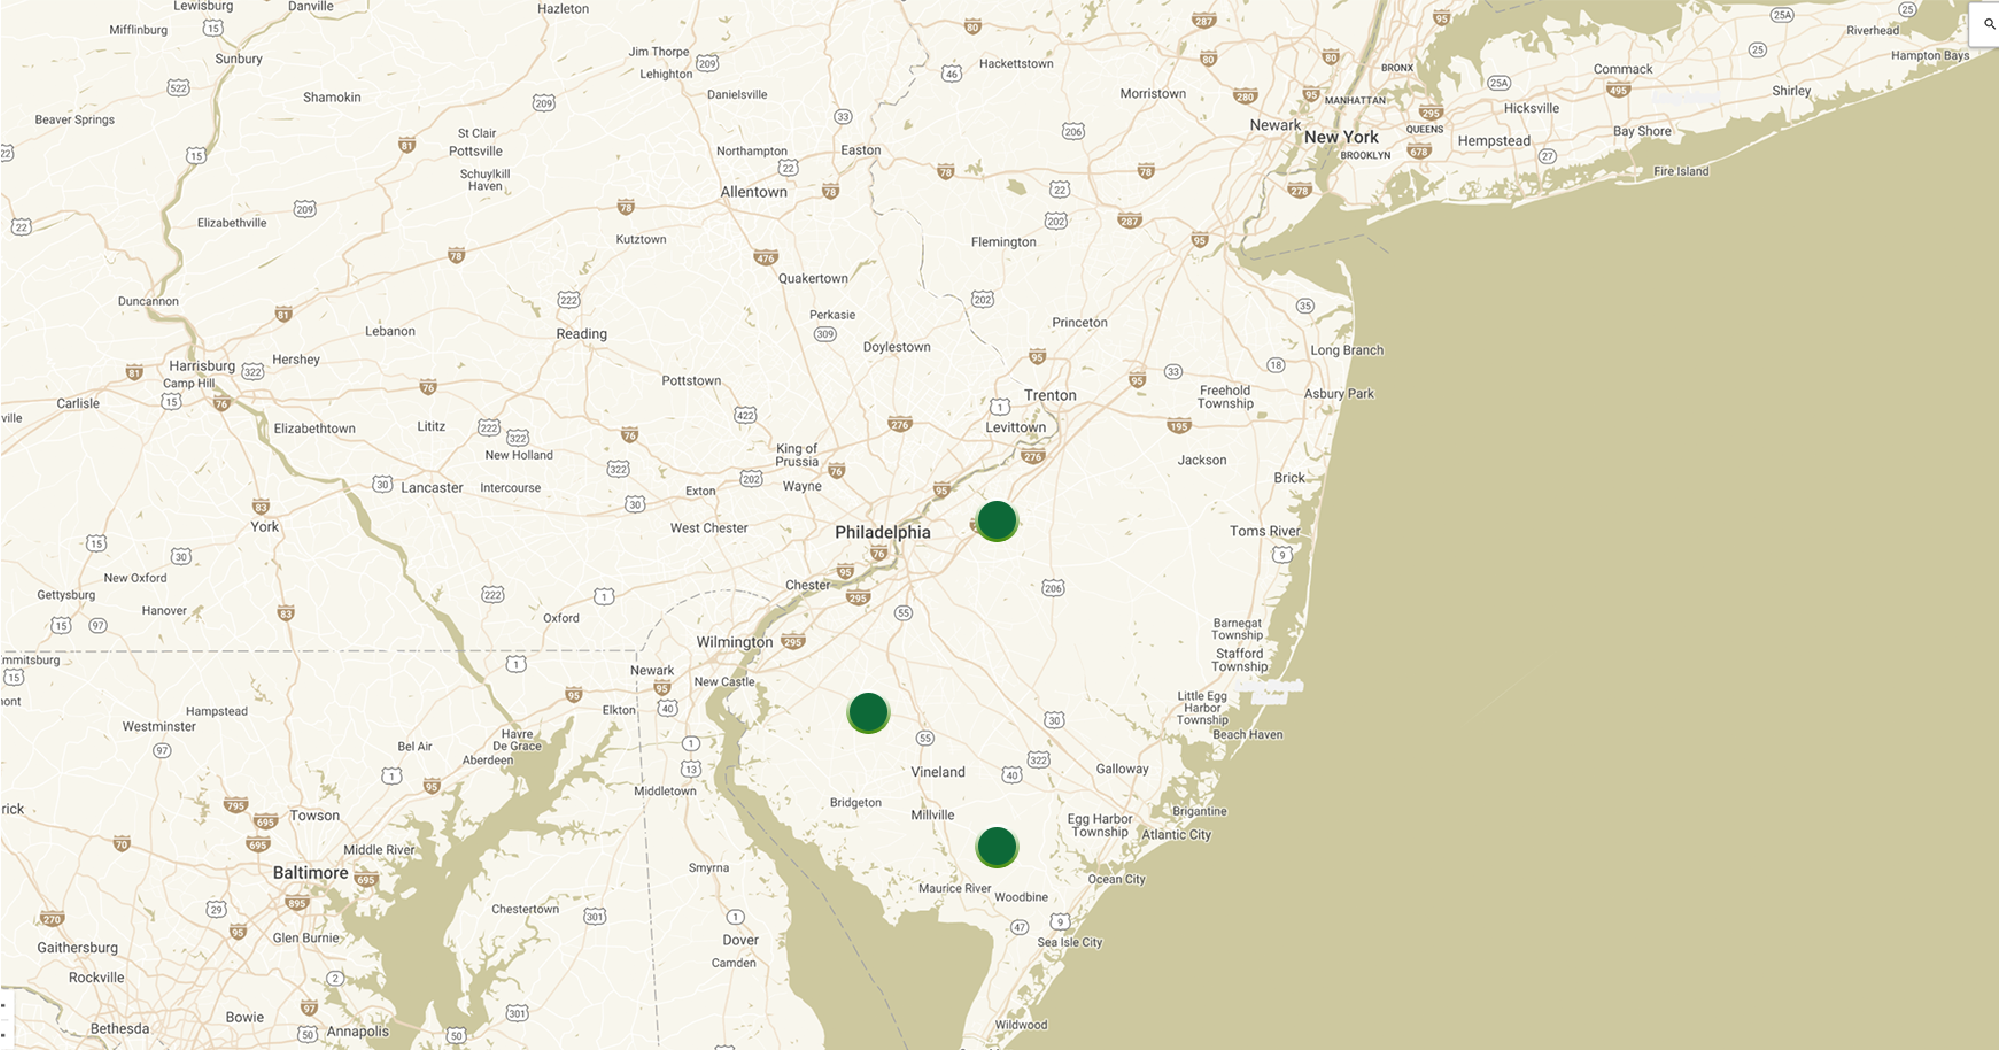 Lewisburg
Danville
Hazleton
Mifflinburg
15
Sunbury
Jim Thorpe
209
Lehighton
80
46
Hackettstown
287
80
80
95
25A
25
Riverhead
25
Hampton Bays
BRONX
Commack
495
25A
Shirley
522
Shamokin
209
Danielsville
33
Morristown
280
95
MANHATTAN
295
Hicksville
Beaver Springs
St Clair
Pottsville
81
206
Newark
New York
QUEENS
Hempstead
Bay Shore
22
15
Schuylkill
Haven
Northampton
22
Easton
78
78
BROOKLYN
678
27
Fire Island
Allentown
78
22
278
209
Elizabethville
78
22
202
287
Kutztown
Flemington
95
78
476
Quakertown
Duncannon
81
222
202
35
Perkasie
309
Princeton
Lebanon
Reading
Doylestown
95
Long Branch
Harrisburg
322
Hershey
81
Camp Hill
15
76
76
Pottstown
95
33
18
Carlisle
Trenton
1
Freehold
Township
Asbury Park
ville
Elizabethtown
Lititz
222
322
76
422
276
Levittown
195
New Holland
King of
Prussia
76
276
Jackson
322
202
Wayne
30
Lancaster
Intercourse
Exton
95
Brick
83
York
30
West Chester
Philadelphia
Toms River
9
15
30
76
New Oxford
95
Chester
206
Gettysburg
222
1
295
Hanover
83
55
15
97
Oxford
Barnegat
Township
Wilmington
295
Stafford
Township
mmitsburg
1
Newark
15
New Castle
95
95
40
Little Egg
Harbor
Township
mont
Hampstead
Elkton
Westminster
30
Beach Haven
97
Bel Air
Havre
De Grace
1
55
Aberdeen
322
1
13
Vineland
40
Galloway
95
Middletown
Bridgeton
795
rick
Towson
695
Millville
Egg Harbor
Township
Brigantine
Atlantic City
70
695
Middle River
Baltimore
695
Smyrna
Ocean City
Maurice River
Woodbine
895
29
Chestertown
301
1
9
270
95
47
Glen Burnie
Dover
Sea Isle City
Gaithersburg
Camden
Rockville
2
97
301
Bowie
Wildwood
Bethesda
50
Annapolis
50